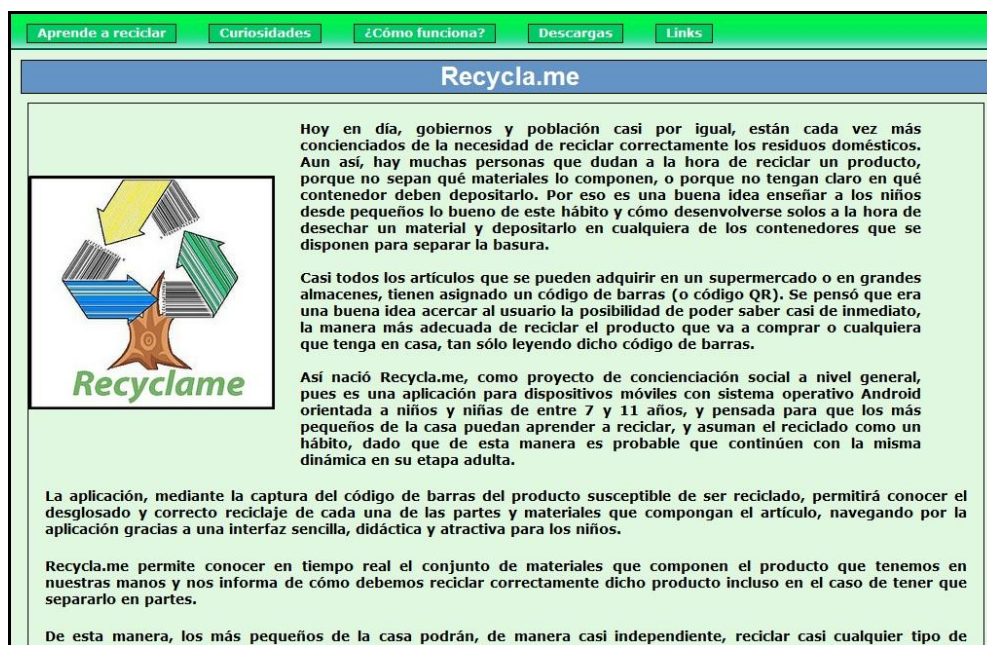 Aprende a reciclar Curiosidades ¿Cómo funciona? Descargas Links
Recycla.me
Hoy en día, gobiernos y población casi por igual, están cada vez más
concienciados de la necesidad de reciclar correctamente los residuos domésticos.
Aun así, hay muchas personas que dudan a la hora de reciclar un producto,
porque no sepan qué materiales lo componen, o porque no tengan claro en qué
contenedor deben depositarlo. Por eso es una buena idea enseñar a los niños
desde pequeños lo bueno de este hábito y cómo desenvolverse solos a la hora de
desechar un material y depositarlo en cualquiera de los contenedores que se
disponen para separar la basura.
Casi todos los artículos que se pueden adquirir en un supermercado o en grandes
almacenes, tienen asignado un código de barras (o código QR). Se pensó que era
una buena idea acercar al usuario la posibilidad de poder saber casi de inmediato,
la manera más adecuada de reciclar el producto que va a comprar o cualquiera
que tenga en casa, tan sólo leyendo dicho código de barras.
Recyclame
Así nació Recycla.me, como proyecto de concienciación social a nivel general,
pues es una aplicación para dispositivos móviles con sistema operativo Android
orientada a niños y niñas de entre 7 y 11 años, y pensada para que los más
pequeños de la casa puedan aprender a reciclar, y asuman el reciclado como un
hábito, dado que de esta manera es probable que continúen con la misma
dinámica en su etapa adulta.
La aplicación, mediante la captura del código de barras del producto susceptible de ser reciclado, permitirá conocer el
desglosado y correcto reciclaje de cada una de las partes y materiales que compongan el artículo, navegando por la
aplicación gracias a una interfaz sencilla, didáctica y atractiva para los niños.
Recycla.me permite conocer en tiempo real el conjunto de materiales que componen el producto que tenemos en
nuestras manos y nos informa de cómo debemos reciclar correctamente dicho producto incluso en el caso de tener que
separarlo en partes.
De esta manera, los más pequeños de la casa podrán, de manera casi independiente, reciclar casi cualquier tipo de